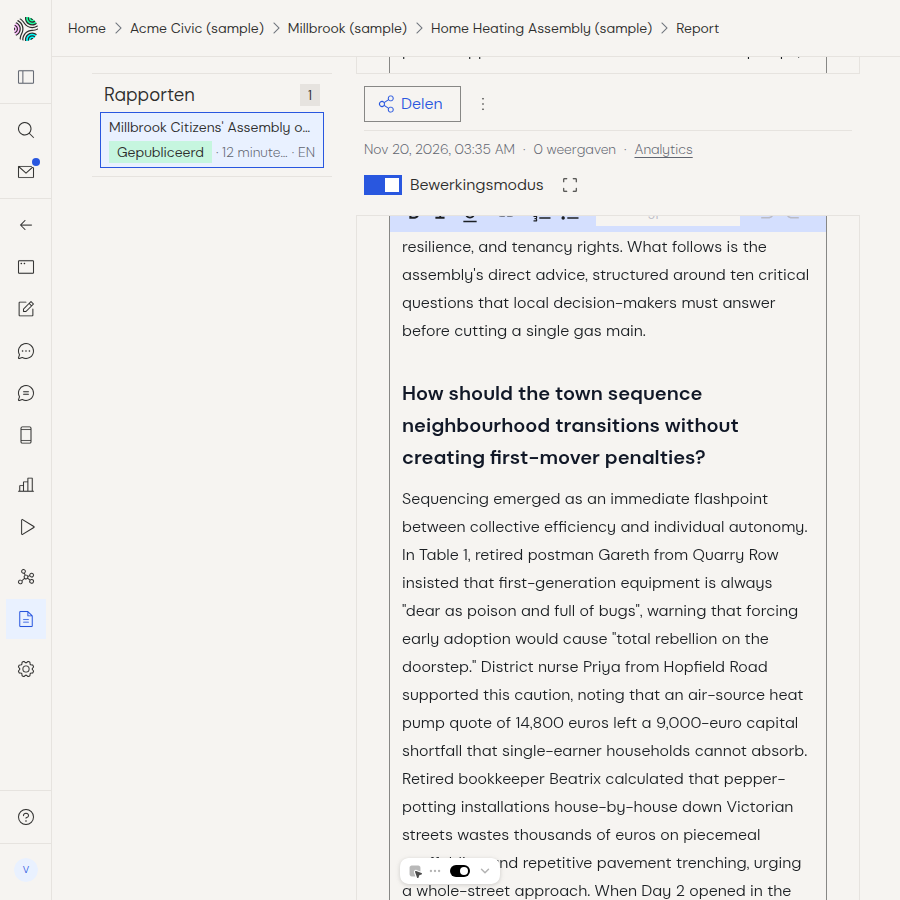 Home
Acme Civic (sample)
Millbrook (sample)
Home Heating Assembly (sample)
Report
Rapporten
1
Millbrook Citizens' Assembly o...
Gepubliceerd · 12 minute... · EN
Delen
Nov 20, 2026, 03:35 AM · 0 weergaven · Analytics
Bewerkingsmodus
resilience, and tenancy rights. What follows is the
assembly's direct advice, structured around ten critical
questions that local decision-makers must answer
before cutting a single gas main.
How should the town sequence
neighbourhood transitions without
creating first-mover penalties?
Sequencing emerged as an immediate flashpoint
between collective efficiency and individual autonomy.
In Table 1, retired postman Gareth from Quarry Row
insisted that first-generation equipment is always
"dear as poison and full of bugs", warning that forcing
early adoption would cause "total rebellion on the
doorstep." District nurse Priya from Hopfield Road
supported this caution, noting that an air-source heat
pump quote of 14,800 euros left a 9,000-euro capital
shortfall that single-earner households cannot absorb.
Retired bookkeeper Beatrix calculated that pepper-
potting installations house-by-house down Victorian
streets wastes thousands of euros on piecemeal
and repetitive pavement trenching, urging
a whole-street approach. When Day 2 opened in the
V